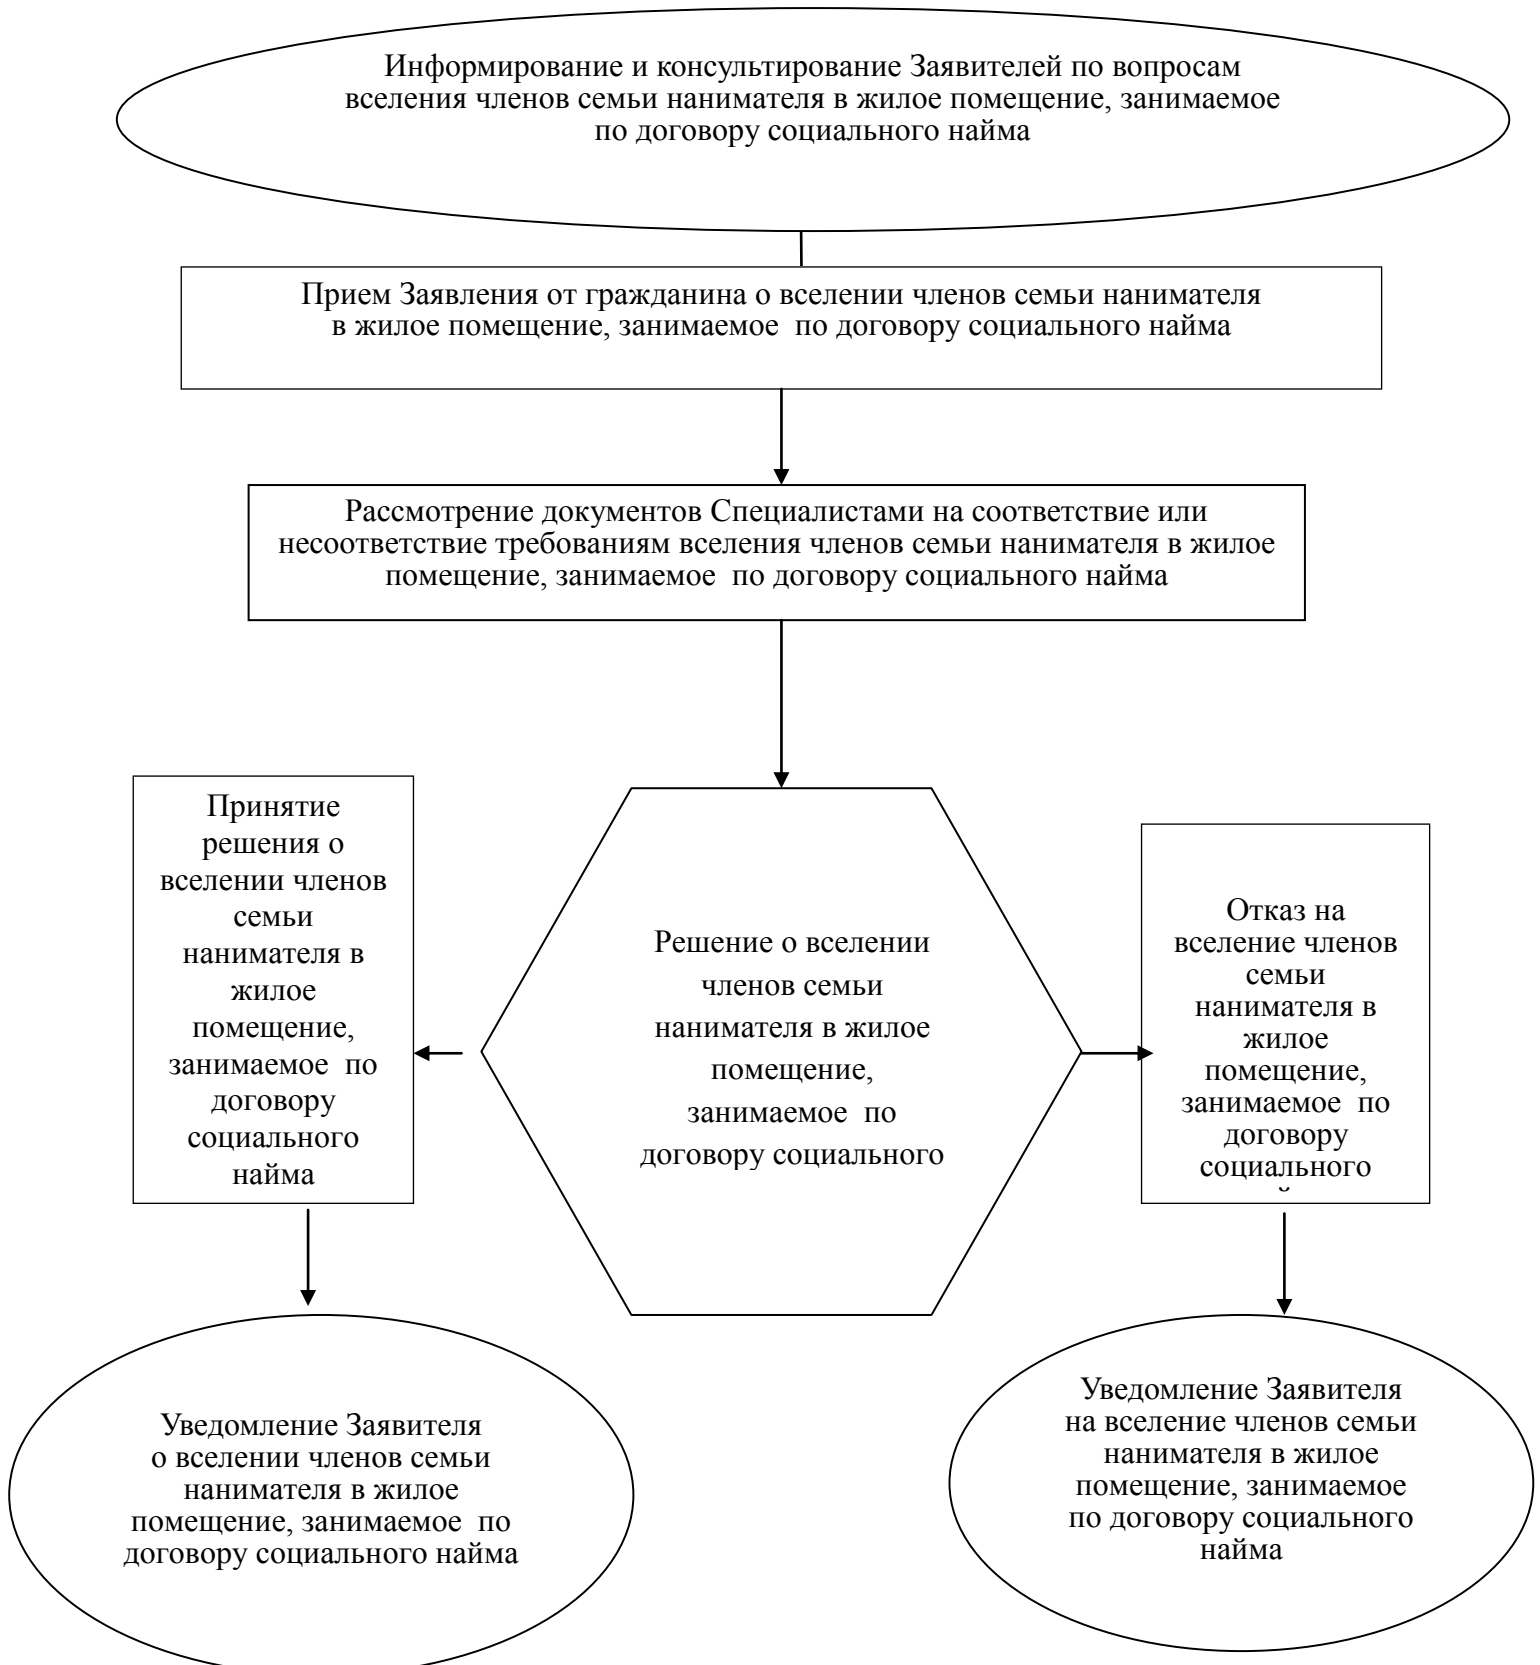 Информирование и консультирование Заявителей по вопросам
вселения членов семьи нанимателя в жилое помещение, занимаемое
по договору социального найма
Прием Заявления от гражданина о вселении членов семьи нанимателя
в жилое помещение, занимаемое  по договору социального найма
Рассмотрение документов Специалистами на соответствие или
несоответствие требованиям вселения членов семьи нанимателя в жилое
помещение, занимаемое  по договору социального найма
Принятие
решения о
вселении членов
семьи
нанимателя в
жилое
помещение,
занимаемое  по
договору
социального
найма
Решение о вселении
членов семьи
нанимателя в жилое
помещение,
занимаемое  по
договору социального
Отказ на
вселение членов
семьи
нанимателя в
жилое
помещение,
занимаемое  по
договору
социального
Уведомление Заявителя
о вселении членов семьи
нанимателя в жилое
помещение, занимаемое  по
договору социального найма
Уведомление Заявителя
на вселение членов семьи
нанимателя в жилое
помещение, занимаемое
по договору социального
найма